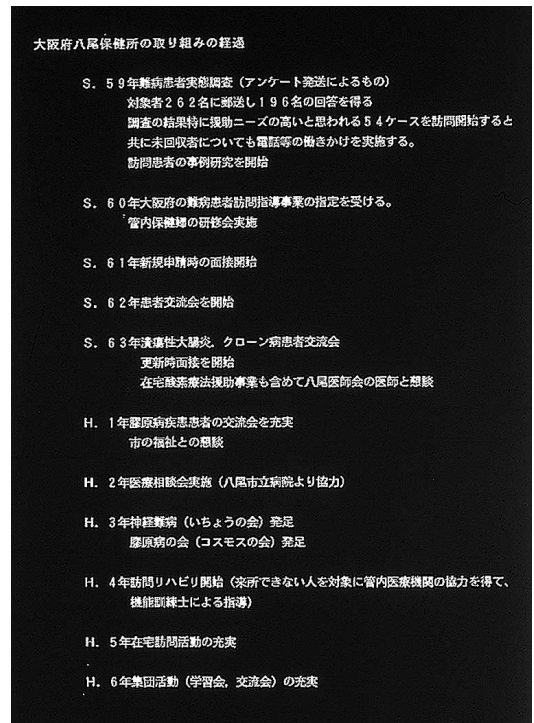 大阪府八尾保健所の取り組みの経過
S．５９年難病患者実態調査（アンケート発送によるもの）
対象者２６２名に郵送し１９６名の回答を得る
調査の結果特に援助ニーズの高いと思われる５４ケースを訪問開始すると
共に未回収者についても電話等の働きかけを実施する。
訪問患者の事例研究を開始
S．６０年大阪府の難病患者訪問指導事業の指定を受ける。
管内保健婦の研修会実施
S．６１年新規申請時の面接開始
S．６２年患者交流会を開始
S．６３年潰瘍性大腸炎，クローン病患者交流会
更新時面接を開始
在宅酸素療法援助事業も含めて八尾医師会の医師と懇談
H．１年膠原病疾患患者の交流会を充実
市の福祉との懇談
H．２年医療相談会実施（八尾市立病院より協力）
H．３年神経難病（いちょうの会）発足
膠原病の会（コスモスの会）発足
H．４年訪問リハビリ開始（来所できない人を対象に管内医療機関の協力を得て、
機能訓練士による指導）
H．５年在宅訪問活動の充実
H．６年集団活動（学習会，交流会）の充実